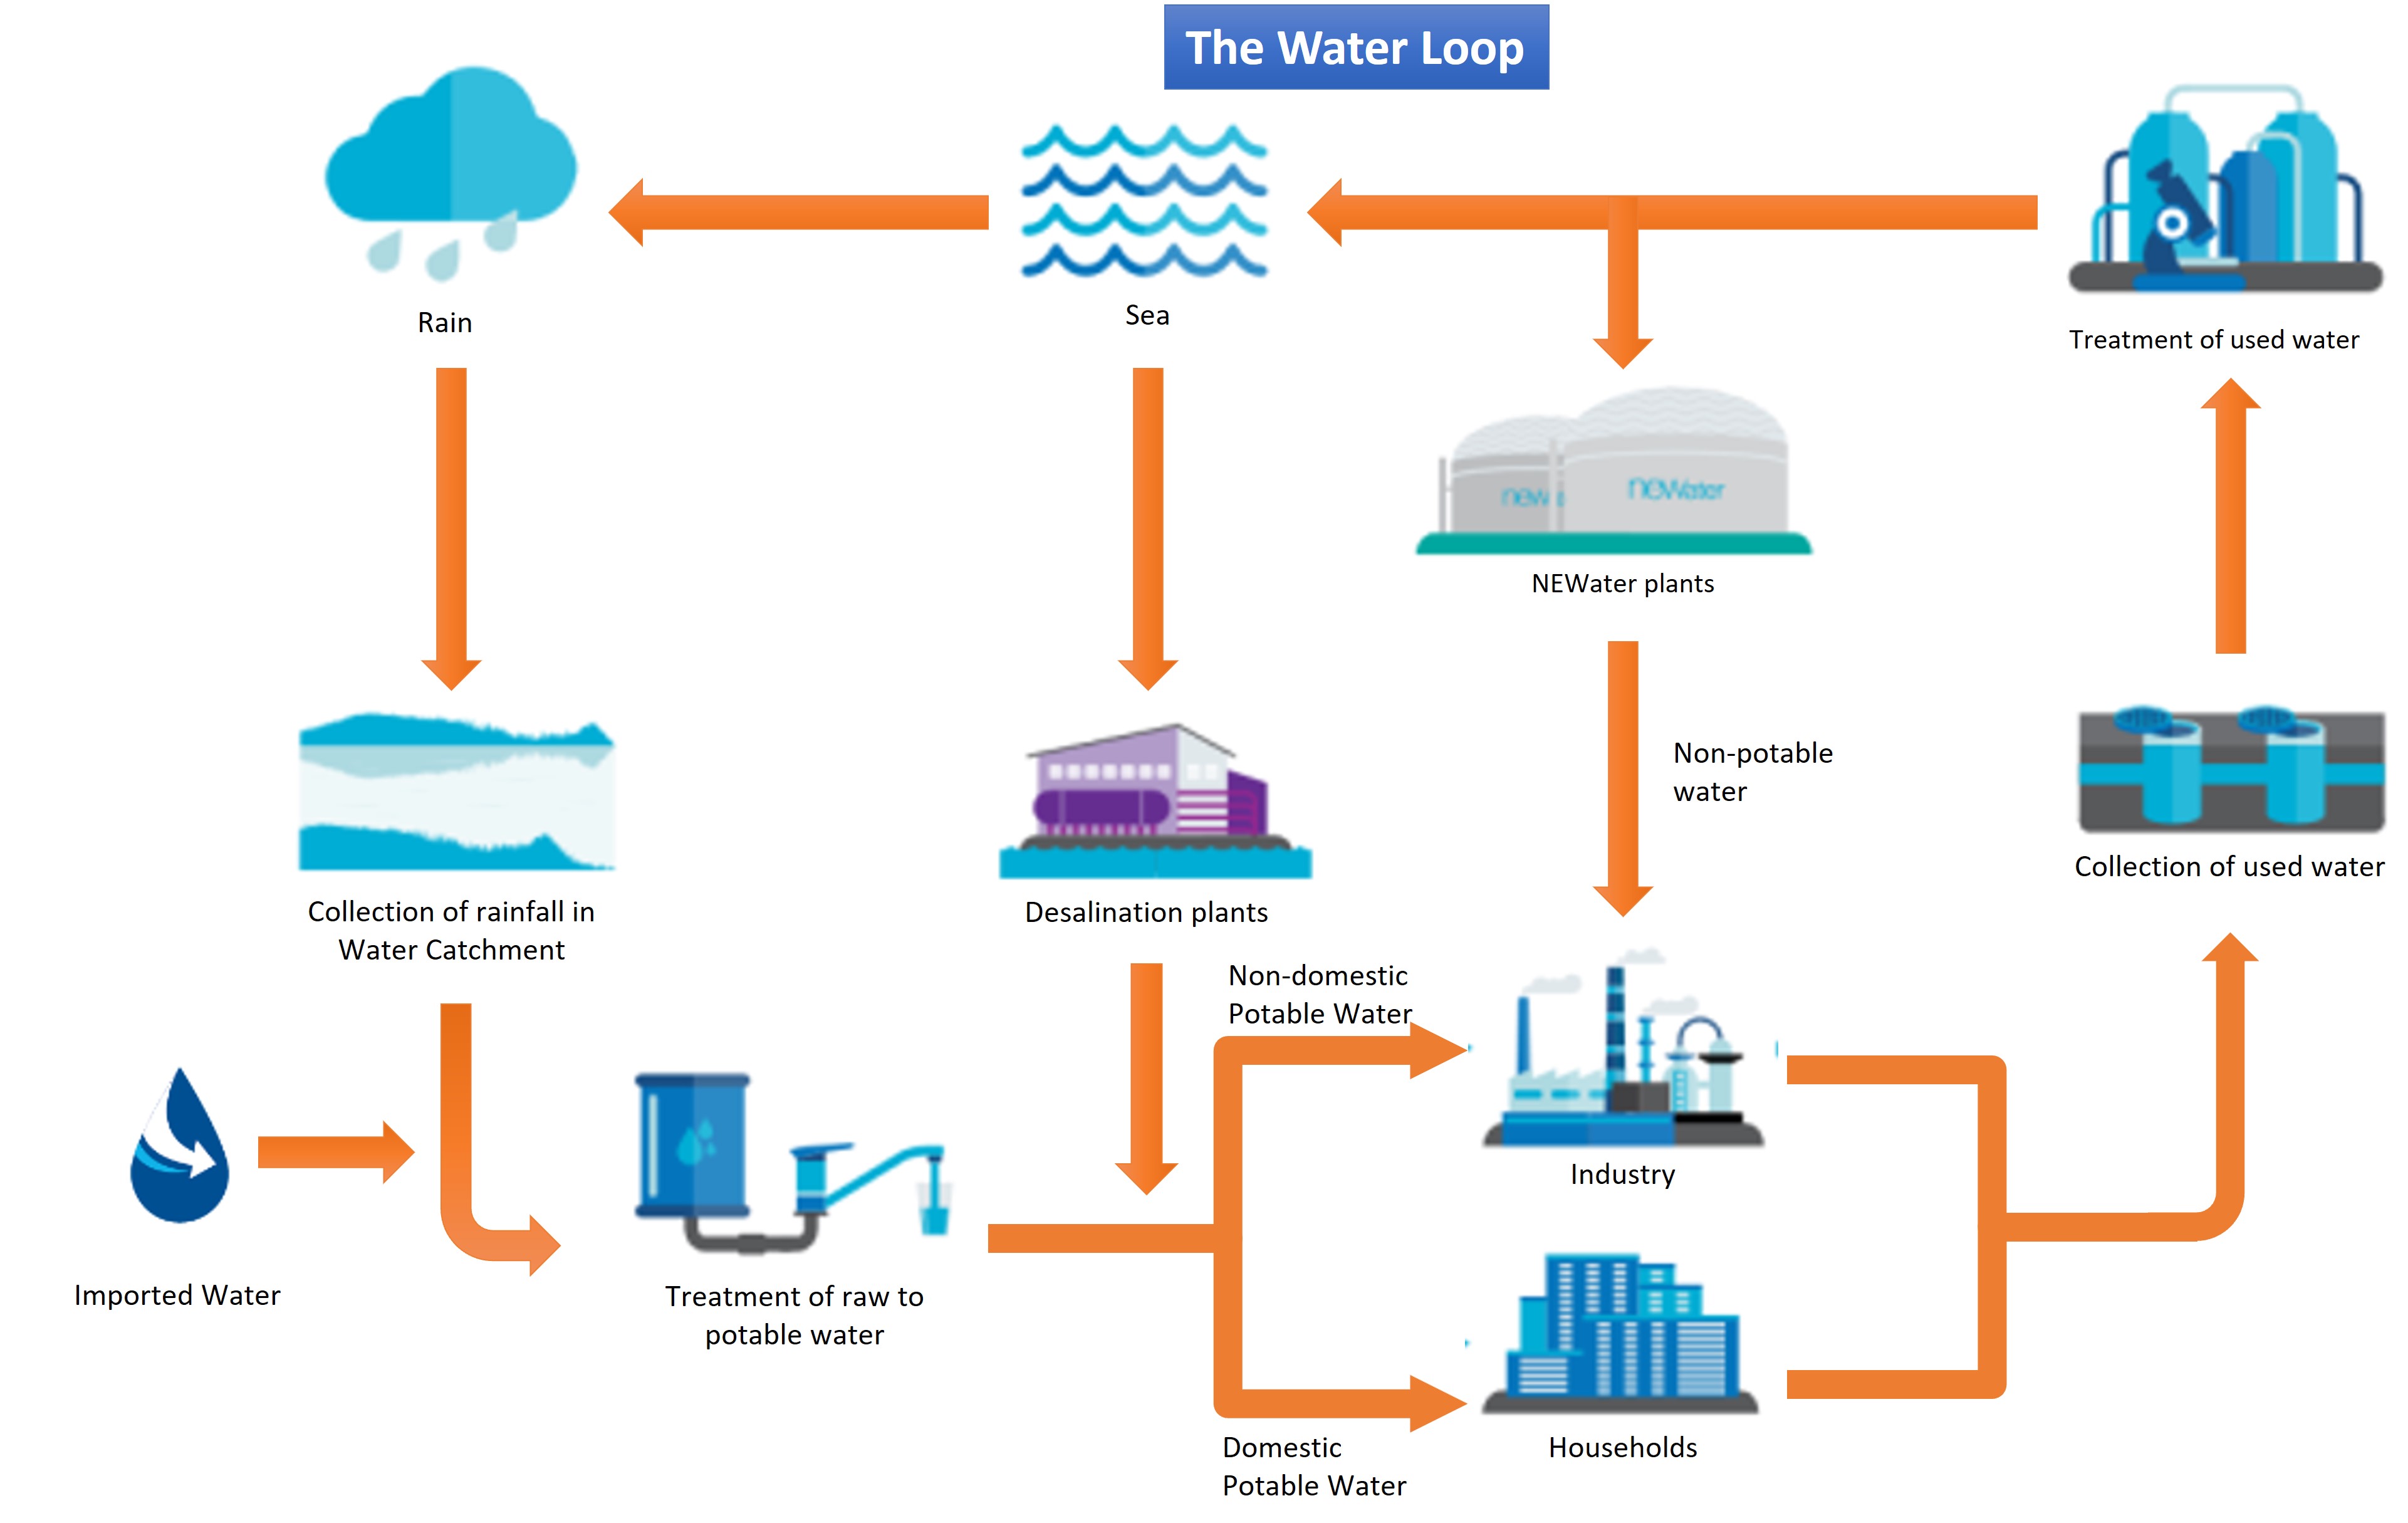 The Water Loop
Rain
Sea
Treatment of used water
newater
NEWater plants
Non-potable
water
Collection of used water
Collection of rainfall in
Water Catchment
Desalination plants
Non-domestic
Potable Water
Industry
Imported Water
Treatment of raw to
potable water
Households
Domestic
Potable Water